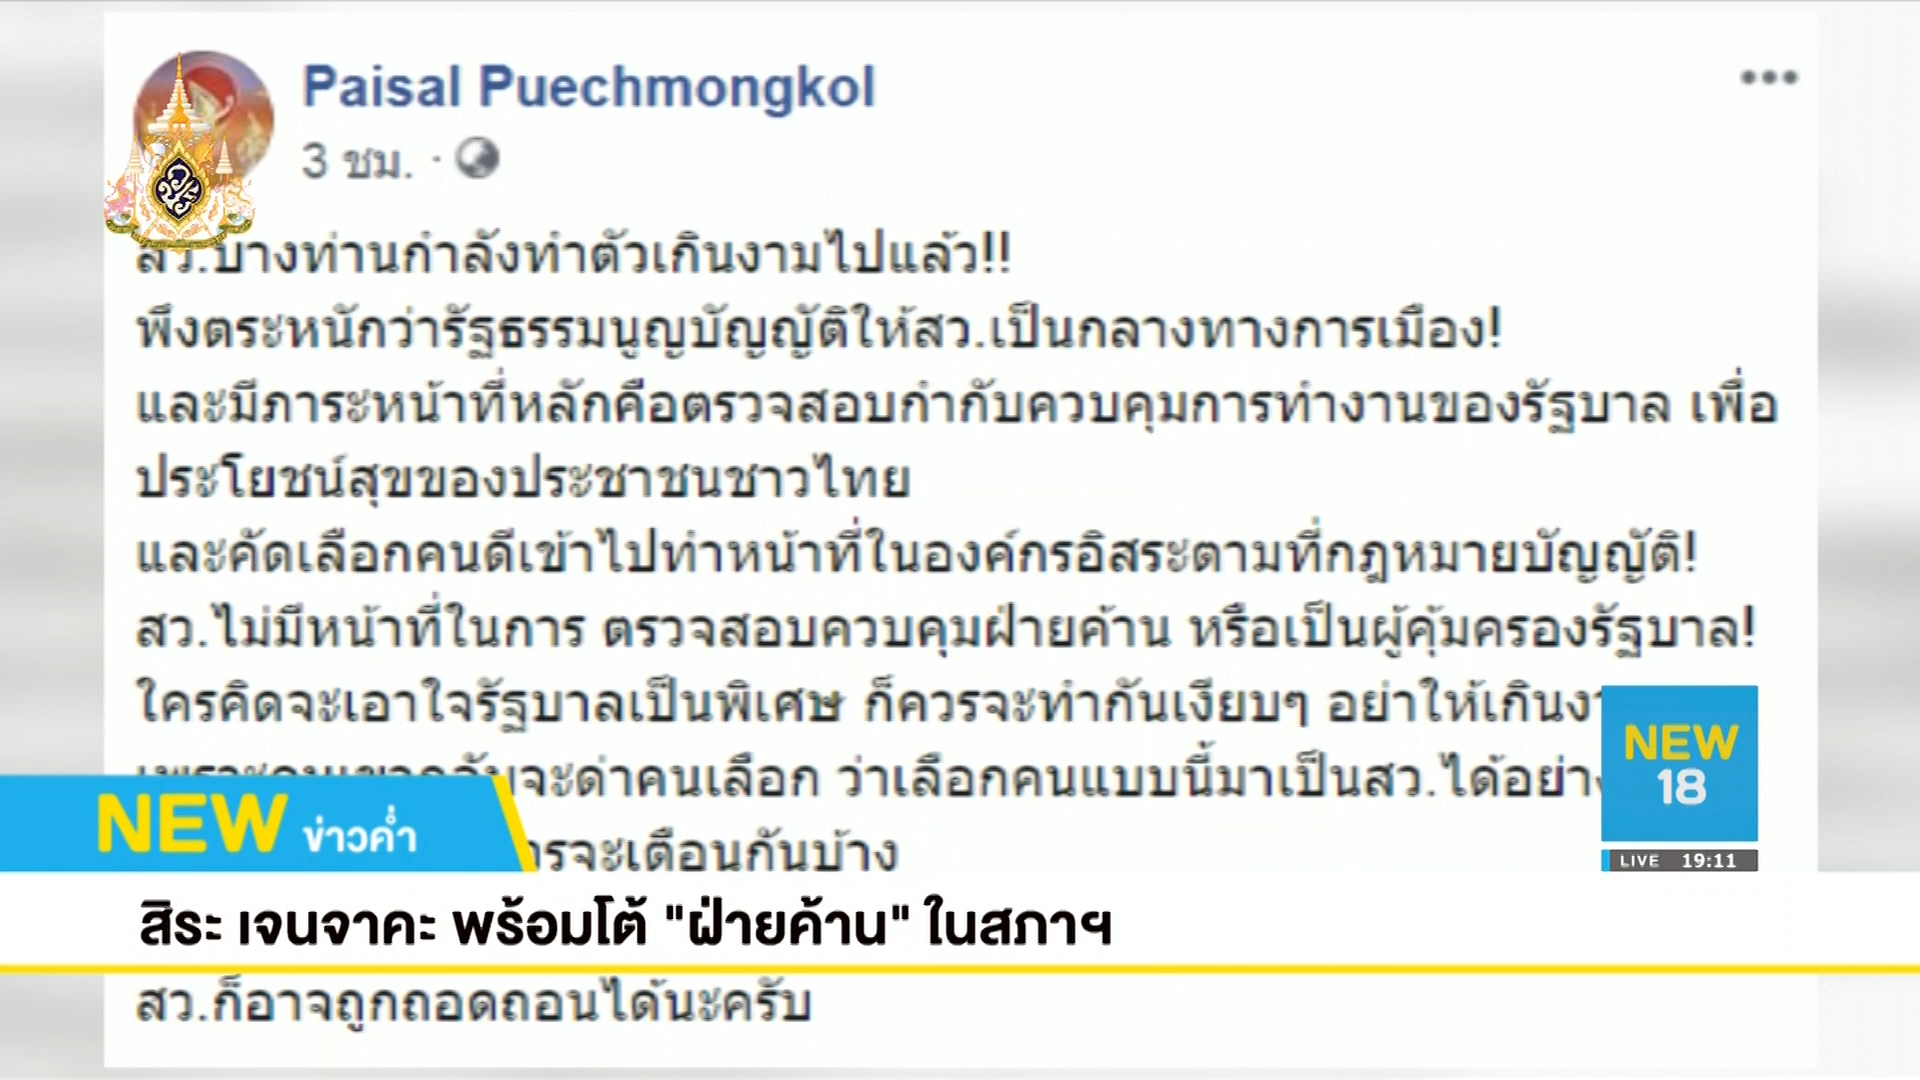 Paisal Puechmongkol
3 ชม.
สว.บางท่านกำลังทำตัวเกินงามไปแล้ว!!
พึงตระหนักว่ารัฐธรรมนูญบัญญัติให้สว.เป็นกลางทางการเมือง!
และมีภาระหน้าที่หลักคือตรวจสอบกำกับควบคุมการทำงานของรัฐบาล เพื่อ
ประโยชน์สุขของประชาชนชาวไทย
และคัดเลือกคนดีเข้าไปทำหน้าที่ในองค์กรอิสระตามที่กฎหมายบัญญัติ!
สว.ไม่มีหน้าที่ในการ ตรวจสอบควบคุมฝ่ายค้าน หรือเป็นผู้คุ้มครองรัฐบาล!
ใครคิดจะเอาใจรัฐบาลเป็นพิเศษ ก็ควรจะทำกันเงียบๆ อย่าให้เกินงา
จะด่าคนเลือก ว่าเลือกคนแบบนี้มาเป็นสว.ได้อย่าง
รจะเตือนกันบ้าง
NEW
18
LIVE 19:11
NEW ข่าวค่ำ
สิระ เจนจาคะ พร้อมโต้ "ฝ่ายค้าน" ในสภาฯ
สว.ก็อาจถูกถอดถอนได้นะครับ